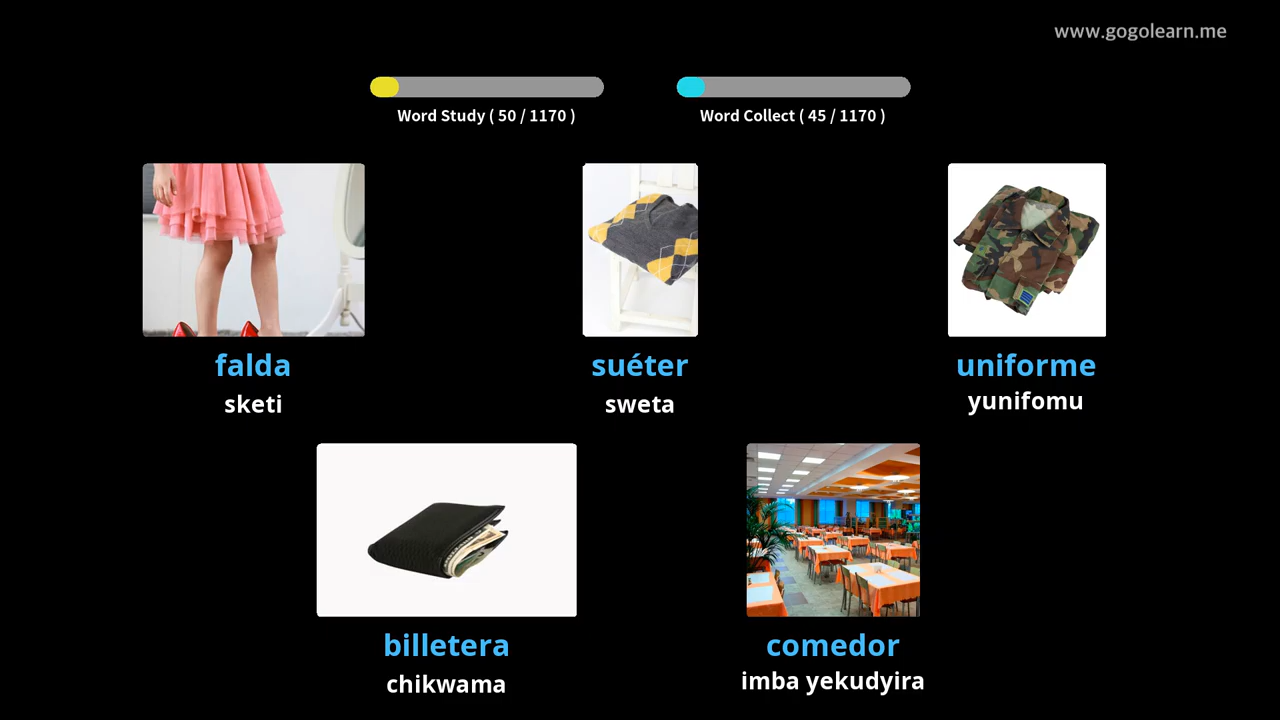 www.gogolearn.me
Word Study ( 50 / 1170 )
Word Collect ( 45 / 1170 )
falda
sketi
suéter
sweta
uniforme
yunifomu
billetera
chikwama
comedor
imba yekudyira